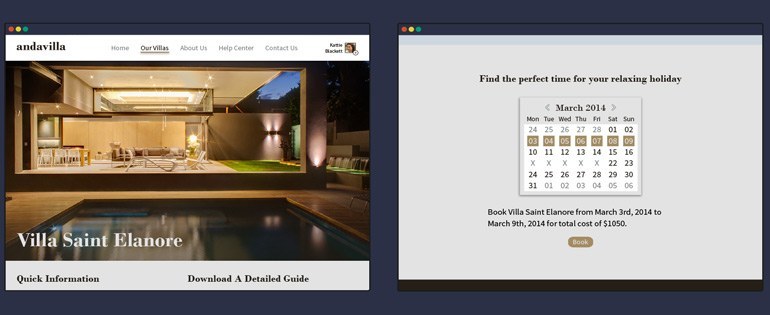 andavilla
Home Our Villas About Us Help Center Contact Us
Kettie
Blackett
Villa Saint Elanore
Quick Information Download A Detailed Guide
Find the perfect time for your relaxing holiday
March 2014
Mon Tue Wed Thu Fri Sat Sun
24 25 26 27 28 01 02
03 04 05 06 07 08 09
10 11 12 13 14 15 16
X X X X X 22 23
24 25 26 27 28 29 30
31 01 02 03 04 05 06
Book Villa Saint Elanore from March 3rd, 2014 to
March 9th, 2014 for total cost of $1050.
Book